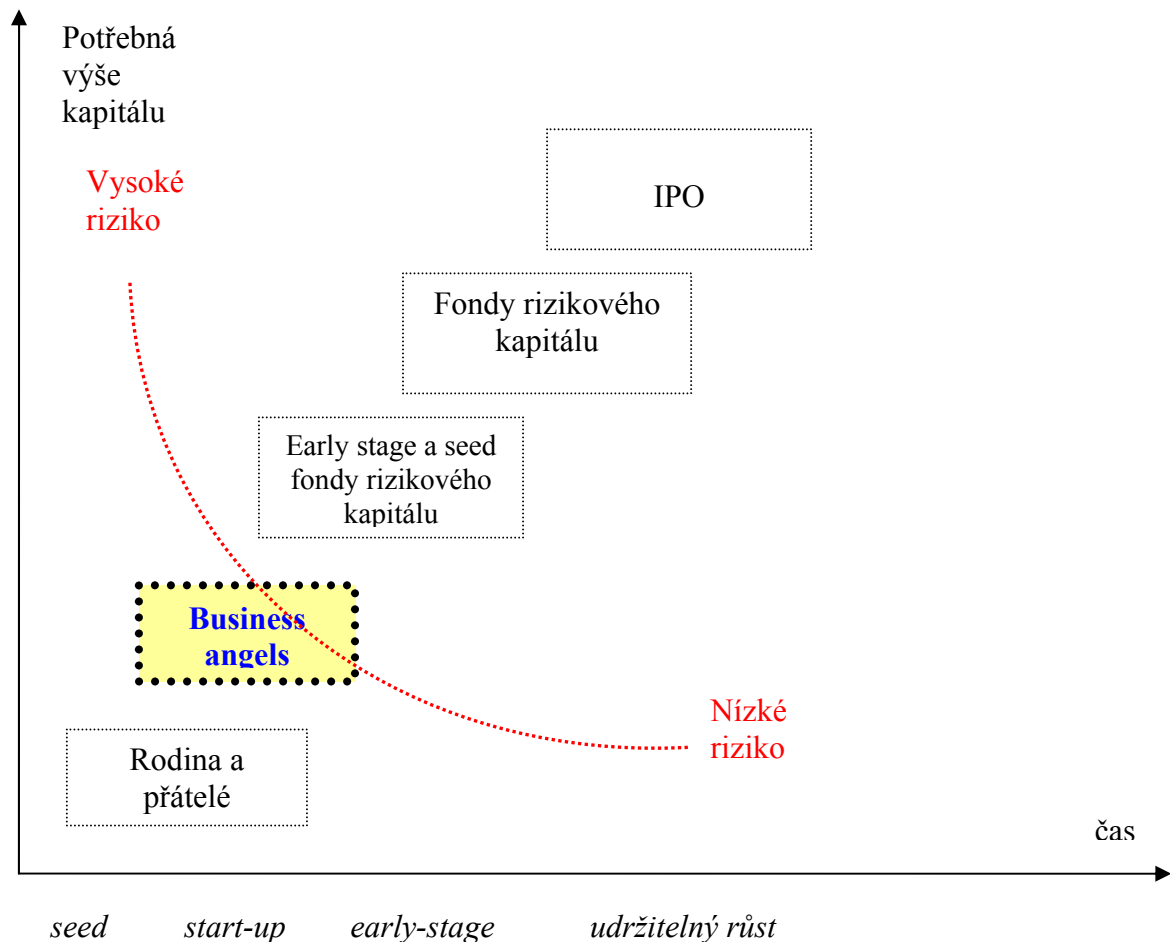 Potřebná
výše
kapitálu
Vysoké
riziko
IPO
Fondy rizikového
kapitálu
Early stage a seed
fondy rizikového
kapitálu
Business
angels
Nízké
riziko
Rodina a
přátelé
čas
seed start-up early-stage udržitelný růst